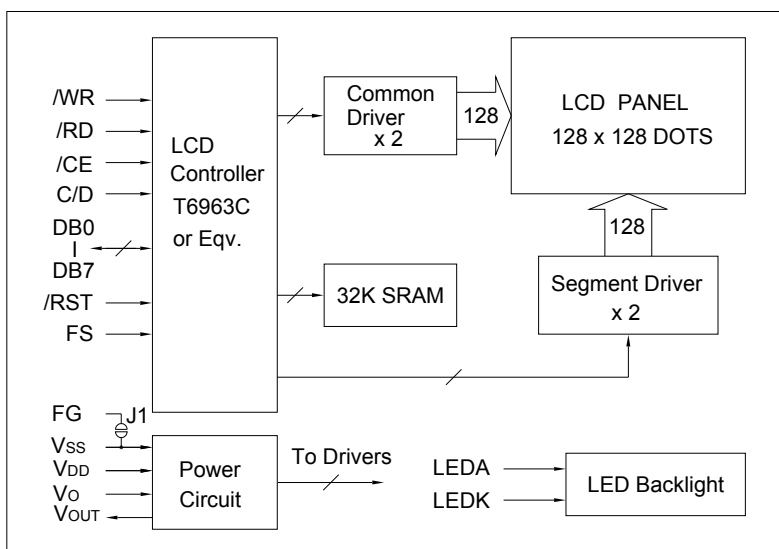 /WR
/RD
/CE
C/D
DB0
DB7
/RST
FS
LCD
Controller
T6963C
or Eqv.
Common
Driver
x 2
128
LCD PANEL
128 x 128 DOTS
128
32K SRAM
Segment Driver
x 2
FG
J1
VSS
VDD
VO
VOUT
Power
Circuit
To Drivers
LEDA
LEDK
LED Backlight